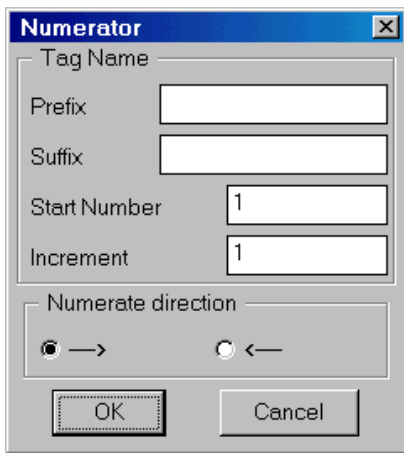 Numerator
Tag Name
Prefix
Suffix
Start Number 1
Increment 1
Numerate direction
—> <—
OK Cancel